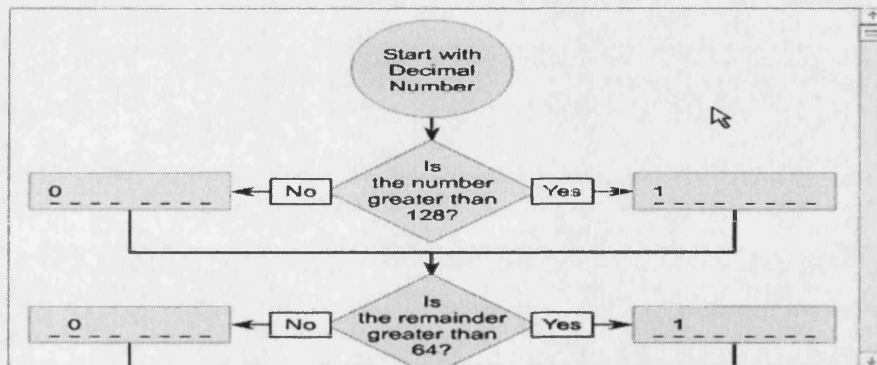 Start with
Decimal
Number
Is
the number
greater than
128?
No
Yes
0
_ _ _ _  _ _ _ _
1
_ _ _ _  _ _ _ _
Is
the remainder
greater than
64?
No
Yes
0
_ _ _ _  _ _ _ _
1
_ _ _ _  _ _ _ _